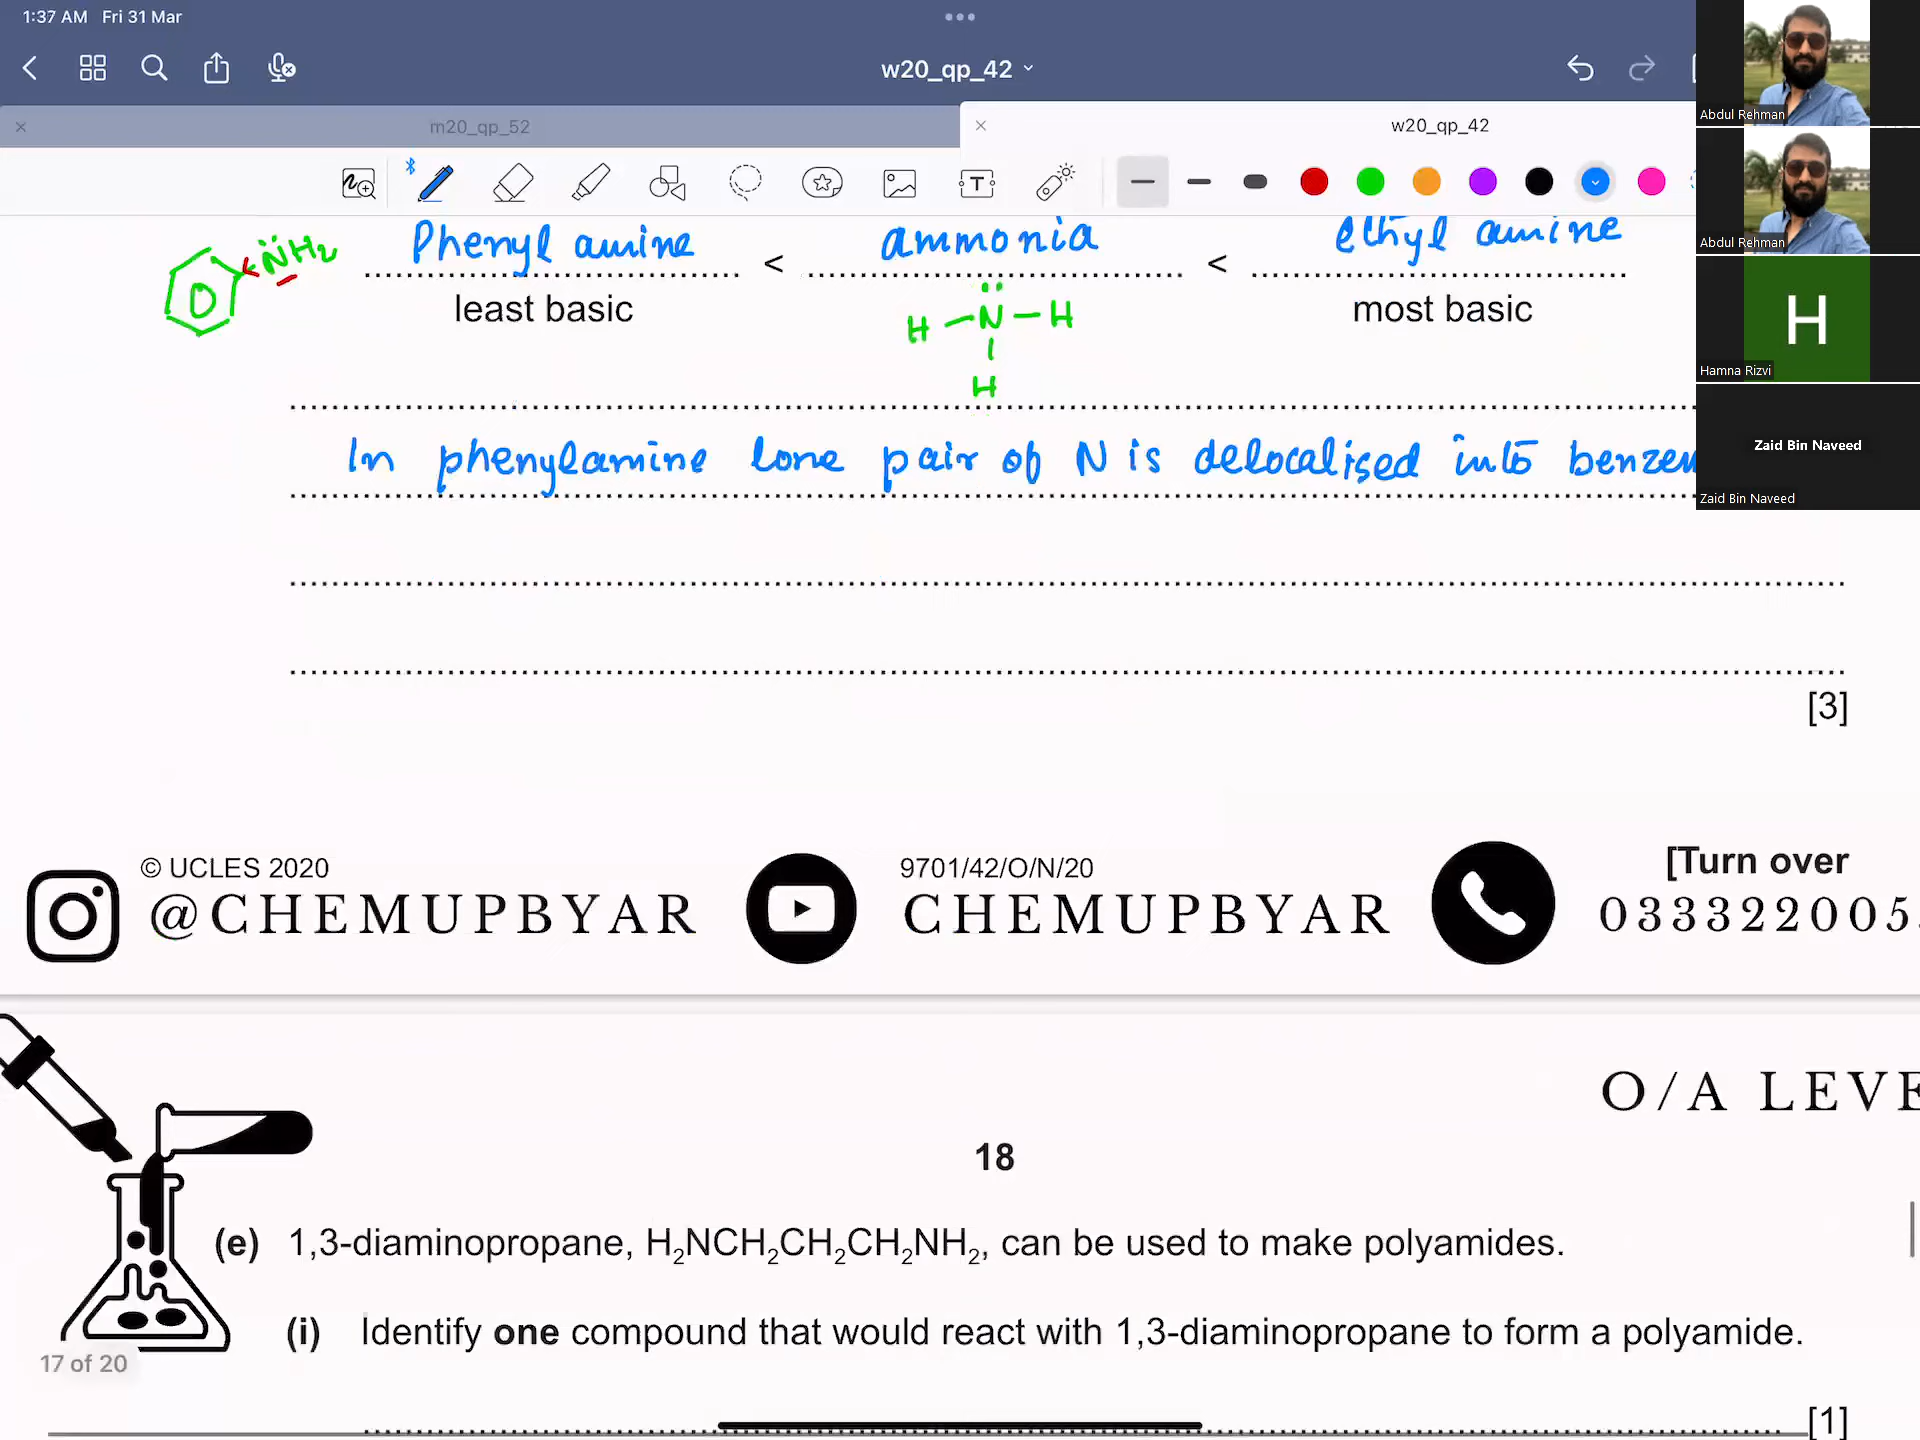 1:37 AM Fri 31 Mar
w20_qp_42
m20_qp_52
w20_qp_42
Abdul Rehman
Abdul Rehman
H
Hamna Rizvi
Zaid Bin Naveed
Zaid Bin Naveed
N̈H2 Phenyl amine < ammonia < ethyl amine
least basic
most basic
H — N̈ — H
H
In phenylamine lone pair of N is delocalised into benzen
[3]
© UCLES 2020
9701/42/O/N/20
[Turn over
@CHEMUPBYAR
CHEMUPBYAR
033322005
O/A LEVE
18
(e) 1,3-diaminopropane, H₂NCH₂CH₂CH₂NH₂, can be used to make polyamides.
(i) Identify one compound that would react with 1,3-diaminopropane to form a polyamide.
17 of 20
[1]